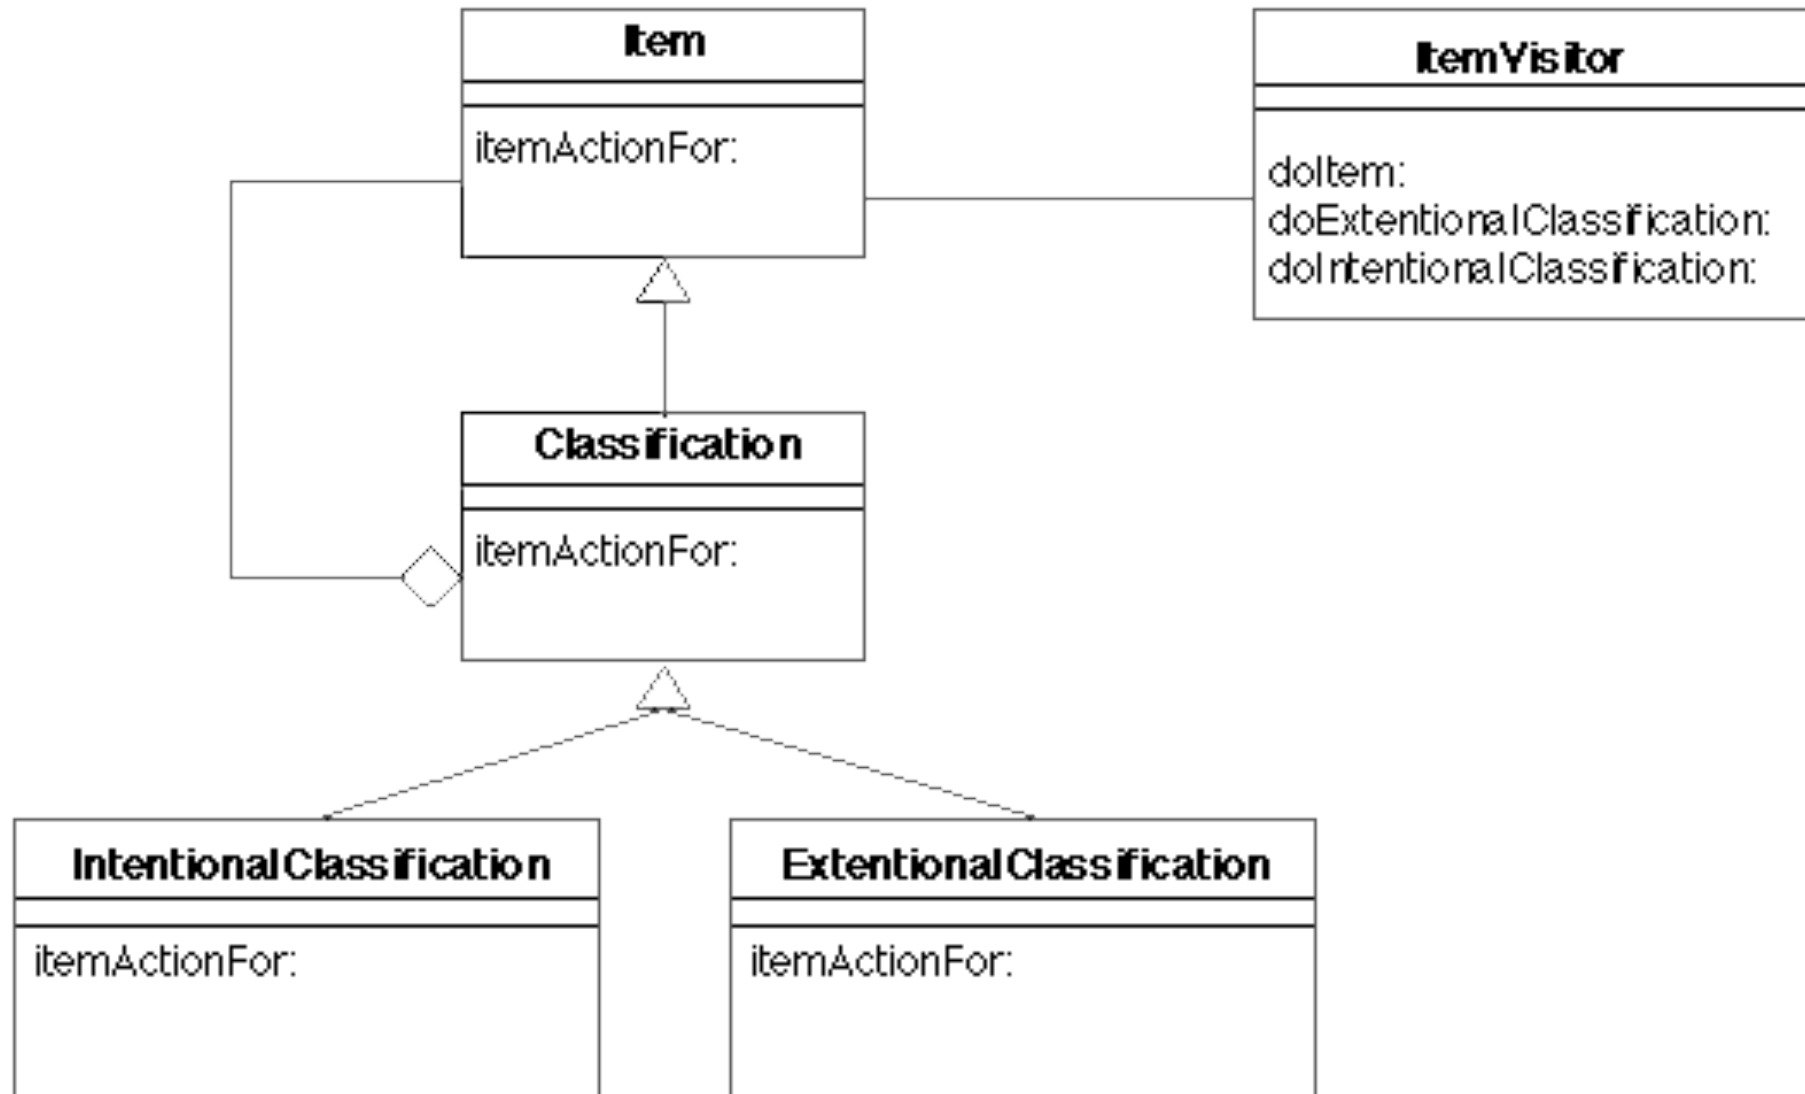 Item
itemActionFor:
ItemVisitor
doItem:
doExtentionalClassification:
doIntentionalClassification:
Classification
itemActionFor:
IntentionalClassification
itemActionFor:
ExtentionalClassification
itemActionFor: